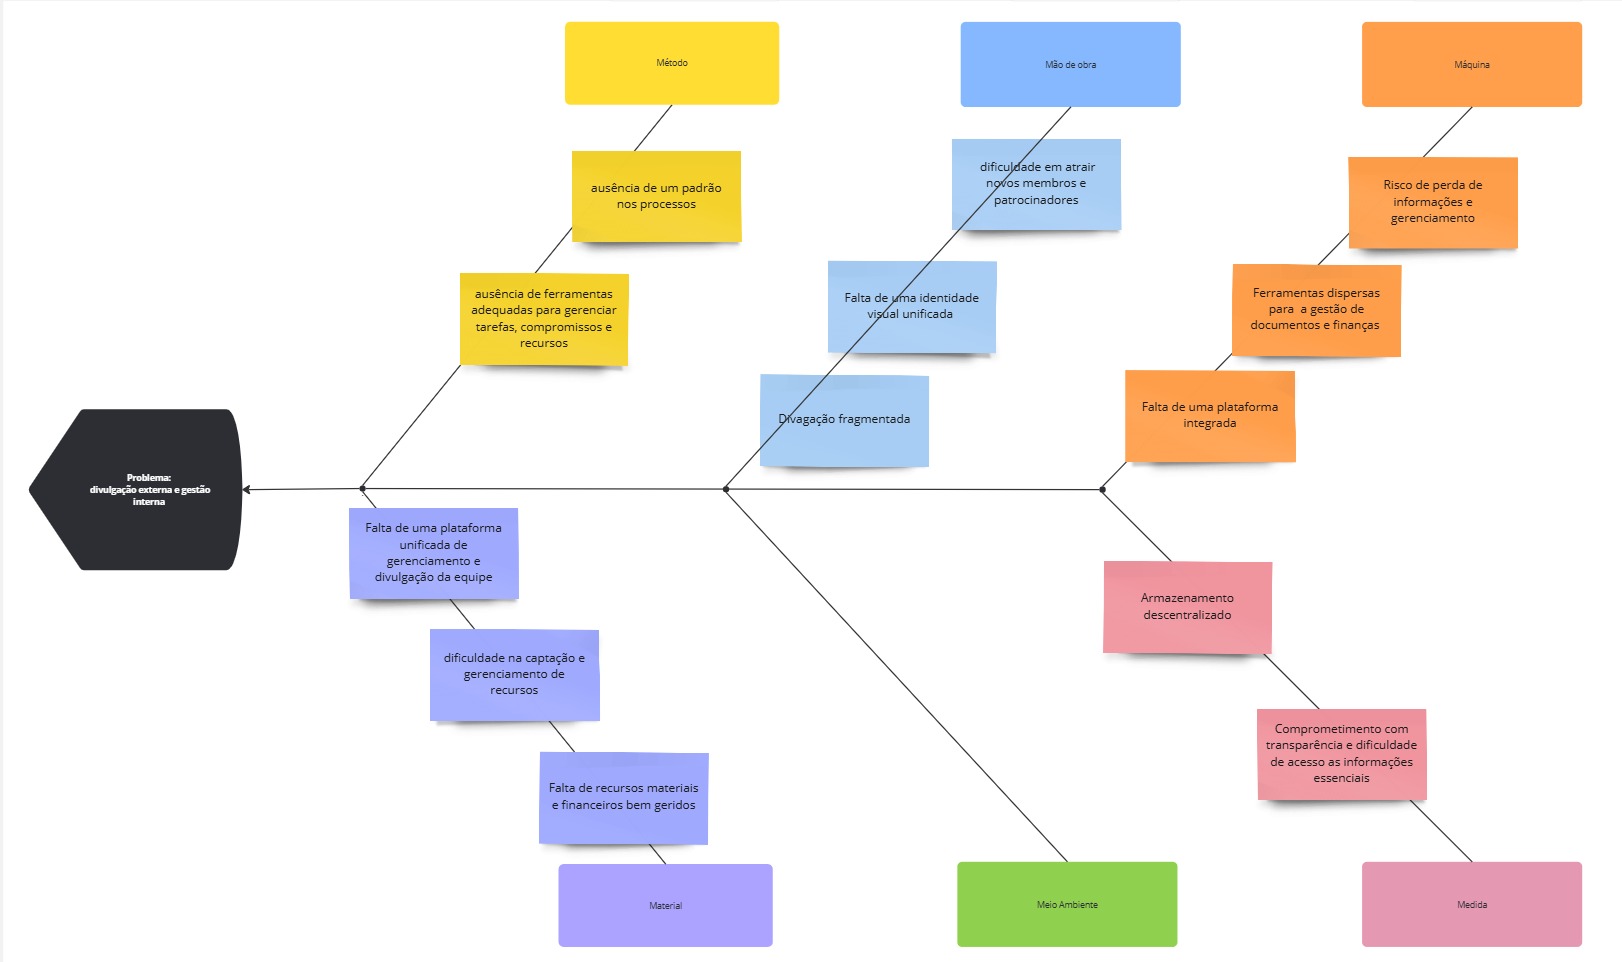 Método
Mão de obra
Máquina
ausência de um padrão
nos processos
dificuldade em atrair
novos membros e
patrocinadores
Risco de perda de
informações e
gerenciamento
ausência de ferramentas
adequadas para gerenciar
tarefas, compromissos e
recursos
Falta de uma identidade
visual unificada
Ferramentas dispersas
para a gestão de
documentos e finanças
Divagação fragmentada
Falta de uma plataforma
integrada
Problema:
divulgação externa e gestão
interna
Falta de uma plataforma
unificada de
gerenciamento e
divulgação da equipe
Armazenamento
descentralizado
dificuldade na captação e
gerenciamento de
recursos
Comprometimento com
transparência e dificuldade
de acesso as informações
essenciais
Falta de recursos materiais
e financeiros bem geridos
Material
Meio Ambiente
Medida